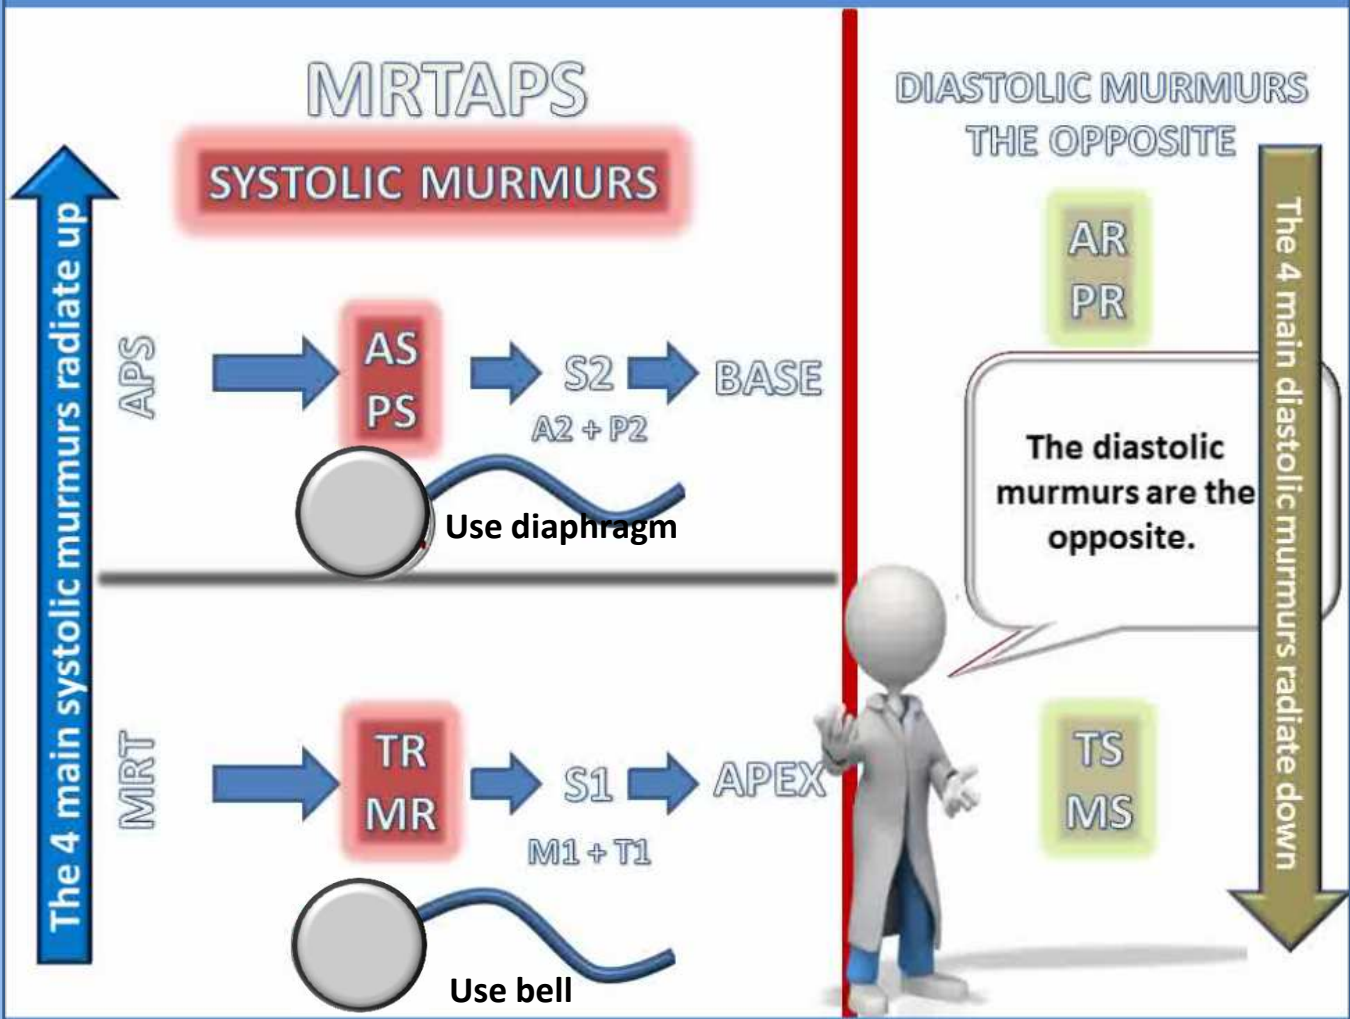 MRTAPS
SYSTOLIC MURMURS
The 4 main systolic murmurs radiate up
APS
AS
PS
S2
A2 + P2
BASE
Use diaphragm
MRT
TR
MR
S1
M1 + T1
APEX
Use bell
DIASTOLIC MURMURS
THE OPPOSITE
AR
PR
The diastolic
murmurs are the
opposite.
TS
MS
The 4 main diastolic murmurs radiate down